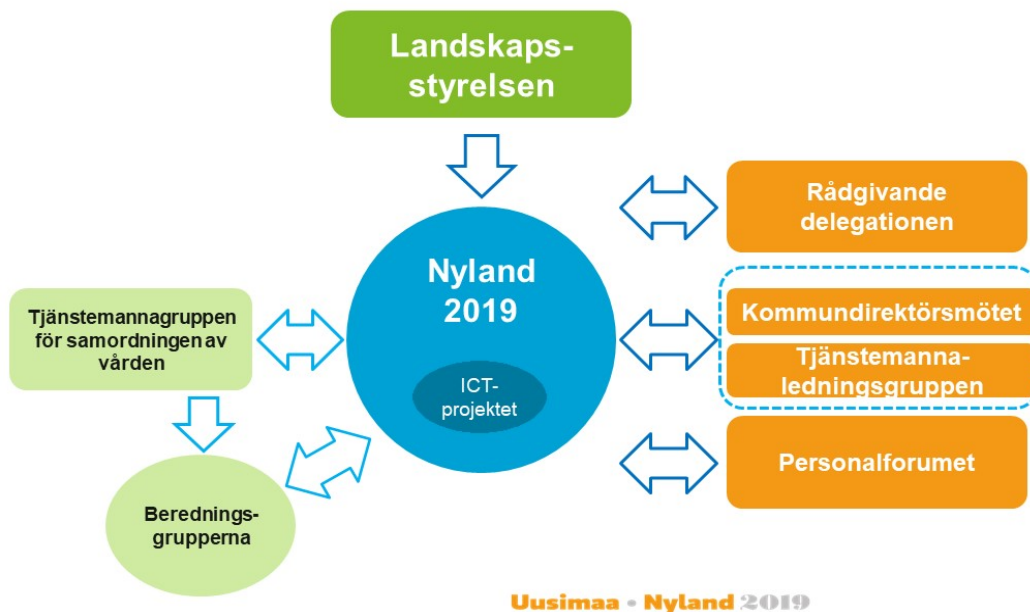 Landskaps-
styrelsen
Rådgivande
delegationen
Nyland
2019
Kommundirektörsmötet
Tjänstemannagruppen
för samordningen av
vården
Tjänstemanna-
ledningsgruppen
ICT-
projektet
Personalforumet
Berednings-
grupperna
Uusimaa • Nyland 2019